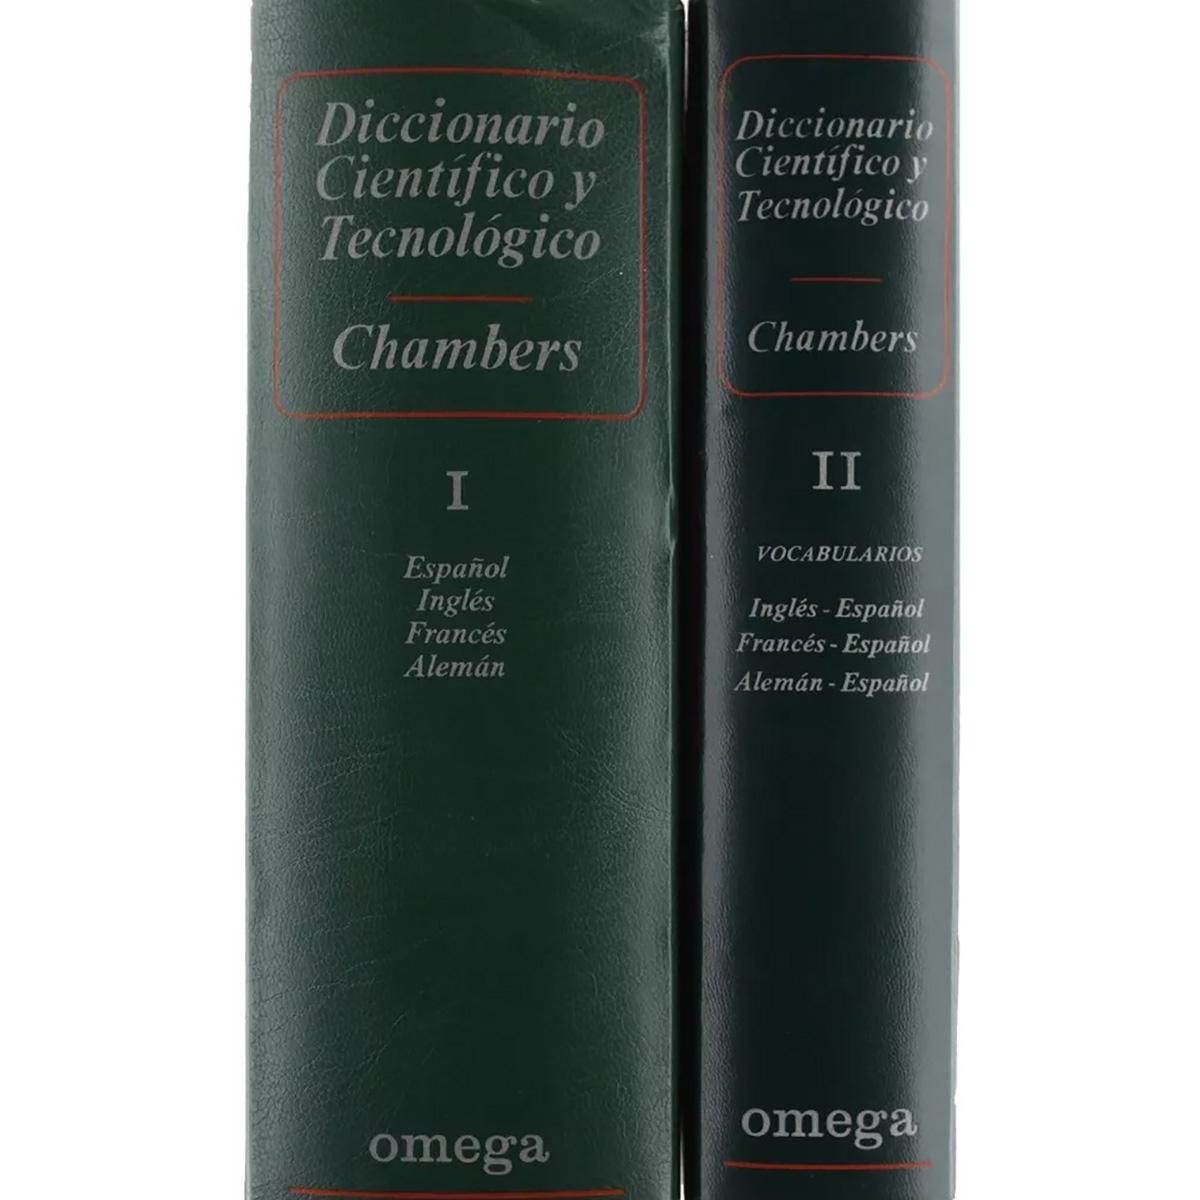 Diccionario
Científico y
Tecnológico
Chambers
I
Español
Inglés
Francés
Alemán
omega
Diccionario
Científico y
Tecnológico
Chambers
II
VOCABULARIOS
Inglés - Español
Francés - Español
Alemán - Español
omega